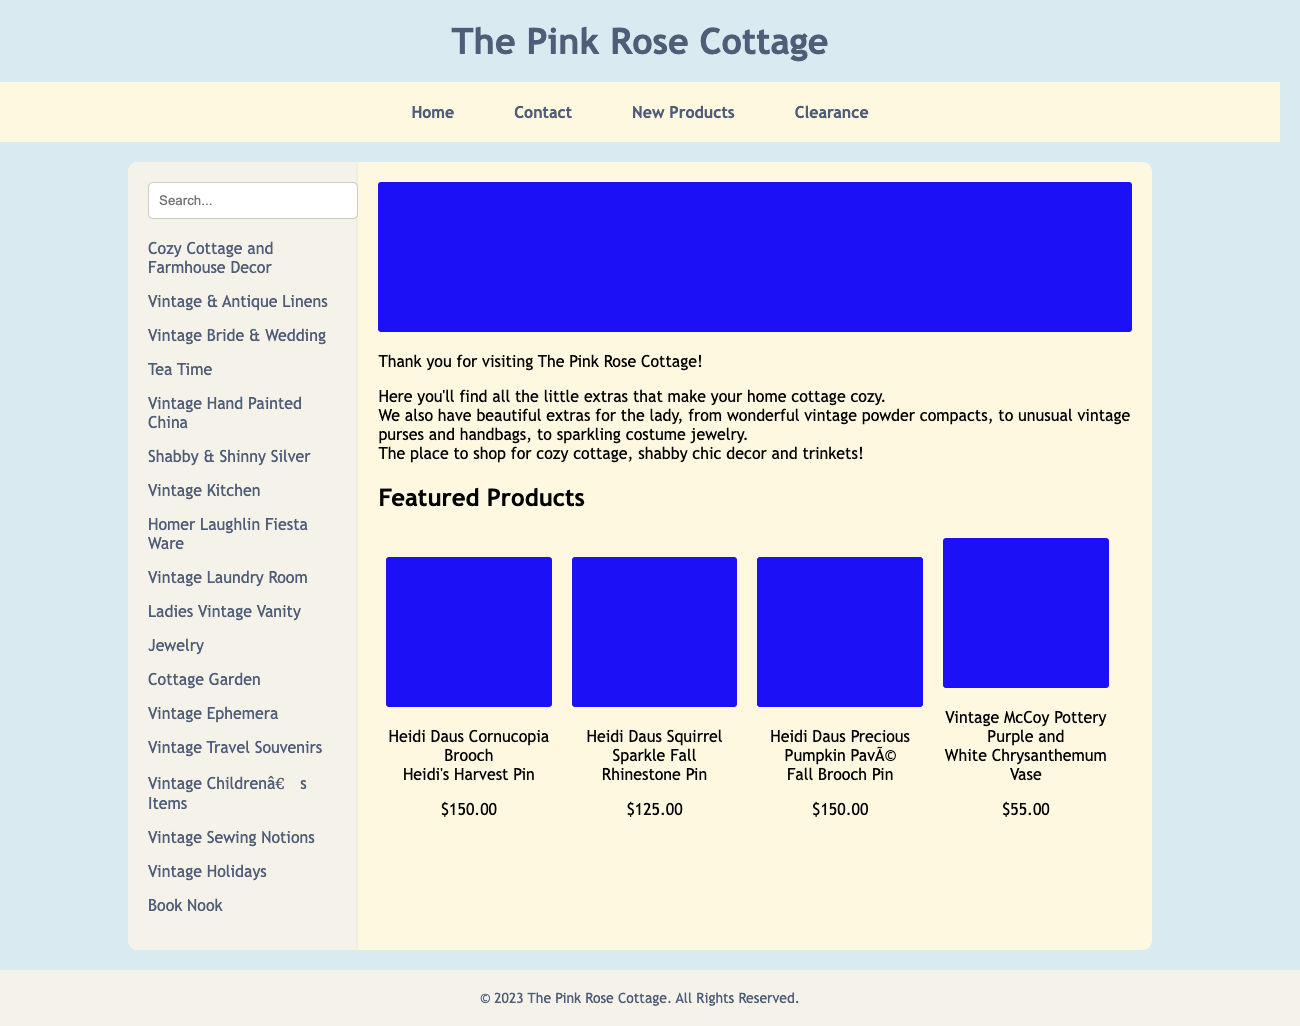 The Pink Rose Cottage
Home Contact New Products Clearance
Search...
Cozy Cottage and
Farmhouse Decor
Vintage & Antique Linens
Vintage Bride & Wedding
Tea Time
Vintage Hand Painted
China
Shabby & Shinny Silver
Vintage Kitchen
Homer Laughlin Fiesta
Ware
Vintage Laundry Room
Ladies Vintage Vanity
Jewelry
Cottage Garden
Vintage Ephemera
Vintage Travel Souvenirs
Vintage Childrenâ€ s
Items
Vintage Sewing Notions
Vintage Holidays
Book Nook
Thank you for visiting The Pink Rose Cottage!
Here you'll find all the little extras that make your home cottage cozy.
We also have beautiful extras for the lady, from wonderful vintage powder compacts, to unusual vintage
purses and handbags, to sparkling costume jewelry.
The place to shop for cozy cottage, shabby chic decor and trinkets!
Featured Products
Heidi Daus Cornucopia
Brooch
Heidi's Harvest Pin
$150.00
Heidi Daus Squirrel
Sparkle Fall
Rhinestone Pin
$125.00
Heidi Daus Precious
Pumpkin PavÃ©
Fall Brooch Pin
$150.00
Vintage McCoy Pottery
Purple and
White Chrysanthemum
Vase
$55.00
© 2023 The Pink Rose Cottage. All Rights Reserved.